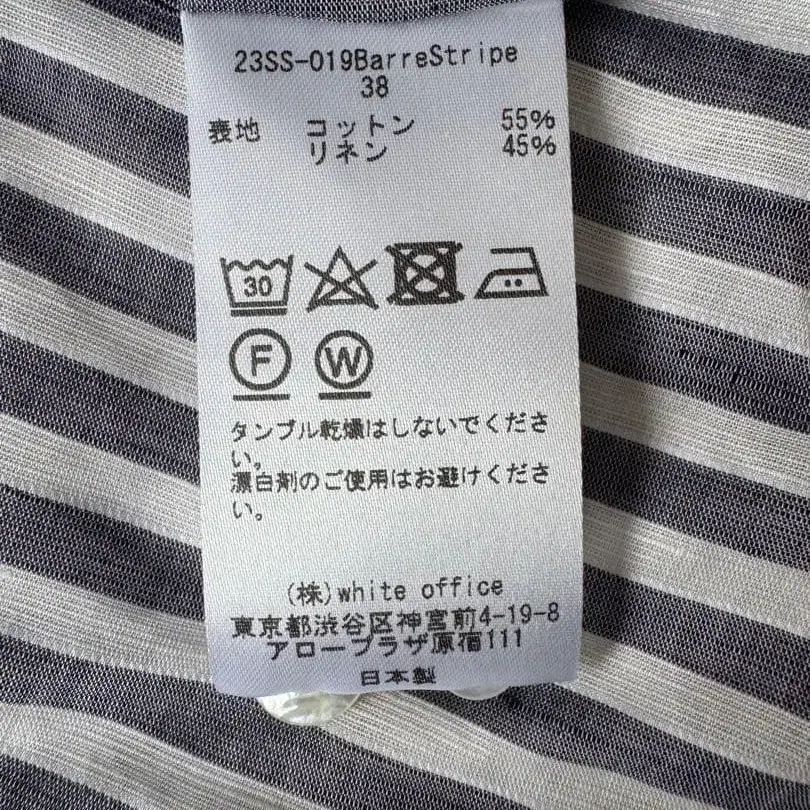 23SS-019BarreStripe
38
表地 コットン 55%
リネン 45%
30
F W
タンブル乾燥はしないでくださ
い。
漂白剤のご使用はお避けくださ
い。
(株)white office
東京都渋谷区神宮前4-19-8
アロープラザ原宿111
日本製